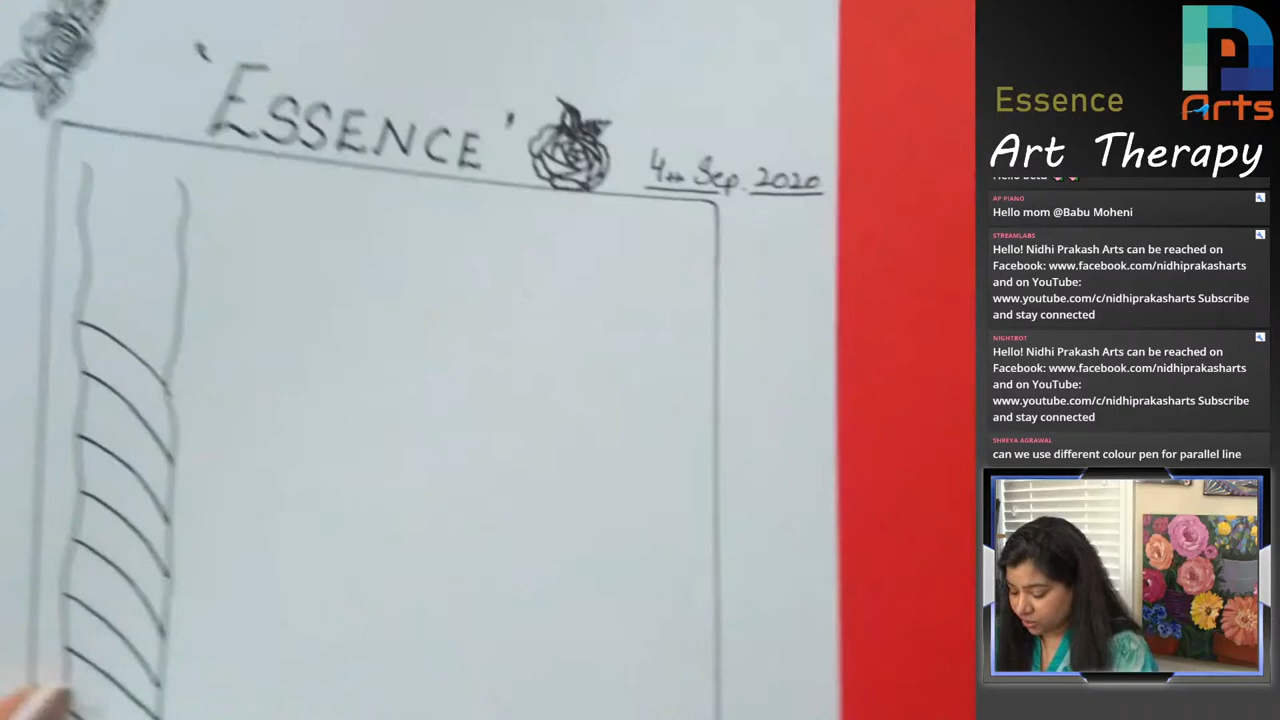 'ESSENCE'
4th Sep. 2020
Arts
Essence
Art Therapy
AP PIANO
Hello mom @Babu Moheni
STREAMLABS
Hello! Nidhi Prakash Arts can be reached on
Facebook: www.facebook.com/nidhiprakasharts
and on YouTube:
www.youtube.com/c/nidhiprakasharts Subscribe
and stay connected
NIGHTBOT
Hello! Nidhi Prakash Arts can be reached on
Facebook: www.facebook.com/nidhiprakasharts
and on YouTube:
www.youtube.com/c/nidhiprakasharts Subscribe
and stay connected
SHREYA AGRAWAL
can we use different colour pen for parallel line